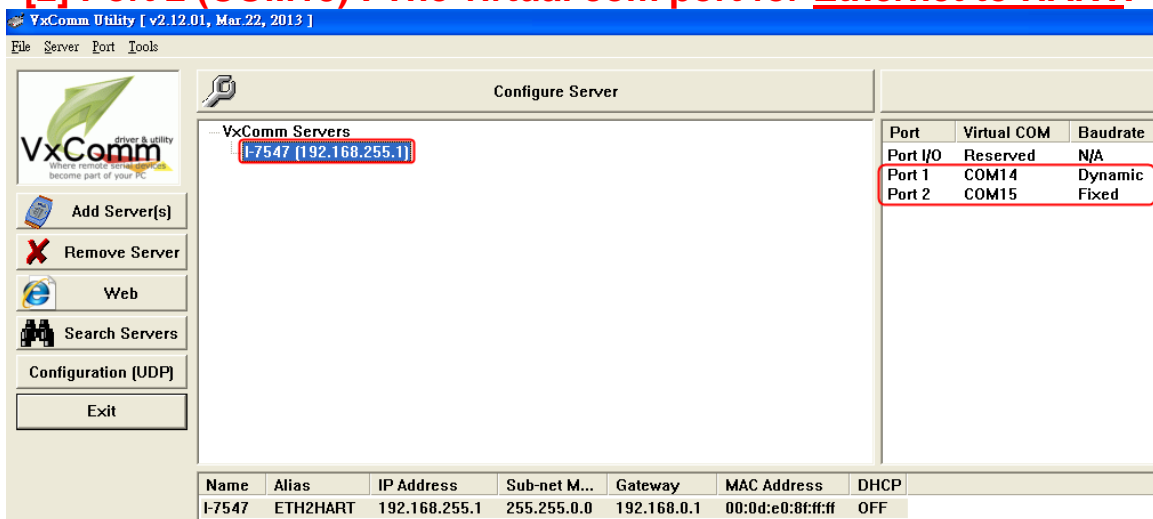 VxComm Utility [ v2.12.01, Mar.22, 2013 ]
File Server Port Tools
Configure Server
VxComm
driver & utility
Where remote serial devices
become part of your PC
VxComm Servers
I-7547 (192.168.255.1)
Port Virtual COM Baudrate
Port I/O Reserved N/A
Port 1 COM14 Dynamic
Port 2 COM15 Fixed
Add Server(s)
Remove Server
Web
Search Servers
Configuration (UDP)
Exit
Name Alias IP Address Sub-net M... Gateway MAC Address DHCP
I-7547 ETH2HART 192.168.255.1 255.255.0.0 192.168.0.1 00:0d:e0:8f:ff:ff OFF